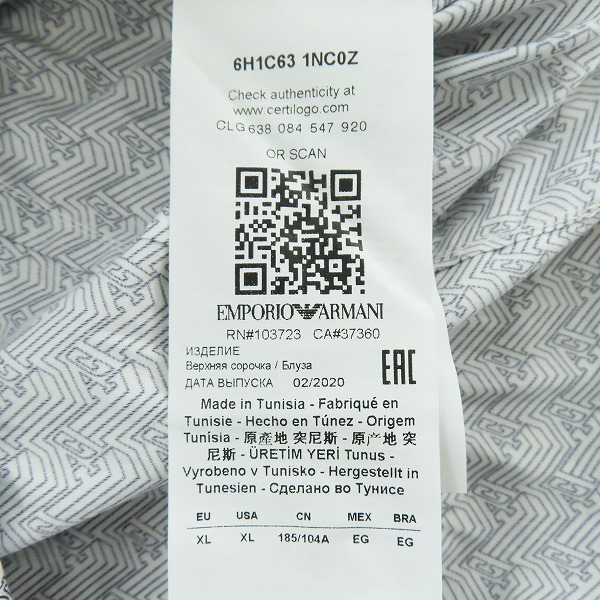 6H1C63 1NC0Z
Check authenticity at
www.certilogo.com
CLG 638 084 547 920
OR SCAN
EMPORIO ARMANI
RN#103723 CA#37360
ИЗДЕЛИЕ
Верхняя сорочка / Блуза
ДАТА ВЫПУСКА 02/2020
EAC
Made in Tunisia - Fabriqué en
Tunisie - Hecho en Túnez - Origem
Tunísia - 原產地 突尼斯 - 原产地 突
尼斯 - ÜRETİM YERİ Tunus -
Vyrobeno v Tunisko - Hergestellt in
Tunesien - Сделано во Тунисе
EU USA CN MEX BRA
XL XL 185/104A EG EG